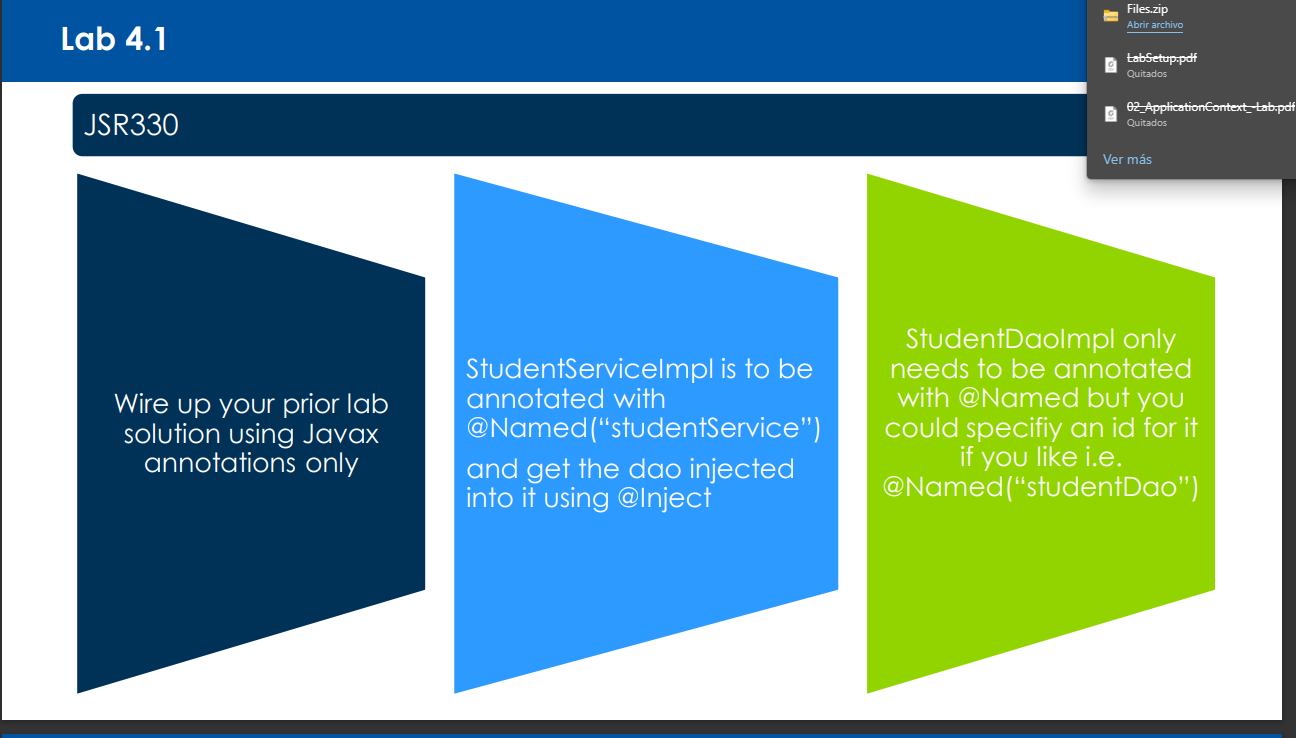 Lab 4.1
Files.zip
Abrir archivo
LabSetup.pdf
Quitados
02_ApplicationContext_-Lab.pdf
Quitados
Ver más
JSR330
Wire up your prior lab
solution using Javax
annotations only
StudentServiceImpl is to be
annotated with
@Named(“studentService”)
and get the dao injected
into it using @Inject
StudentDaoImpl only
needs to be annotated
with @Named but you
could specifiy an id for it
if you like i.e.
@Named(“studentDao”)